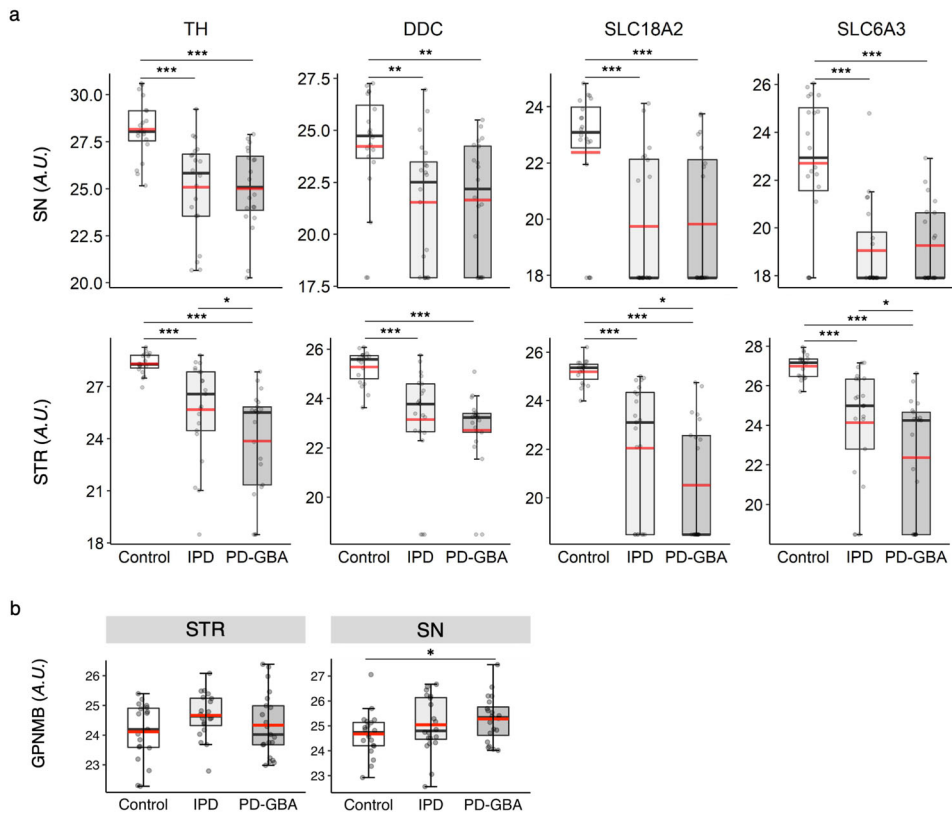 a
TH DDC SLC18A2 SLC6A3
SN (A.U.)
*** *** ** ** *** *** *** ***
30.0 27.5 25.0 22.5 20.0
27.5 25.0 22.5 20.0 17.5
24 22 20 18
26 24 22 20 18
STR (A.U.)
* *** *** *** *** * *** *** * *** ***
27 24 21 18
26 24 22 20
26 24 22 20
28 26 24 22 20
Control IPD PD-GBA Control IPD PD-GBA Control IPD PD-GBA Control IPD PD-GBA
b
STR SN
GPNMB (A.U.)
*
26 25 24 23
27 26 25 24 23
Control IPD PD-GBA Control IPD PD-GBA